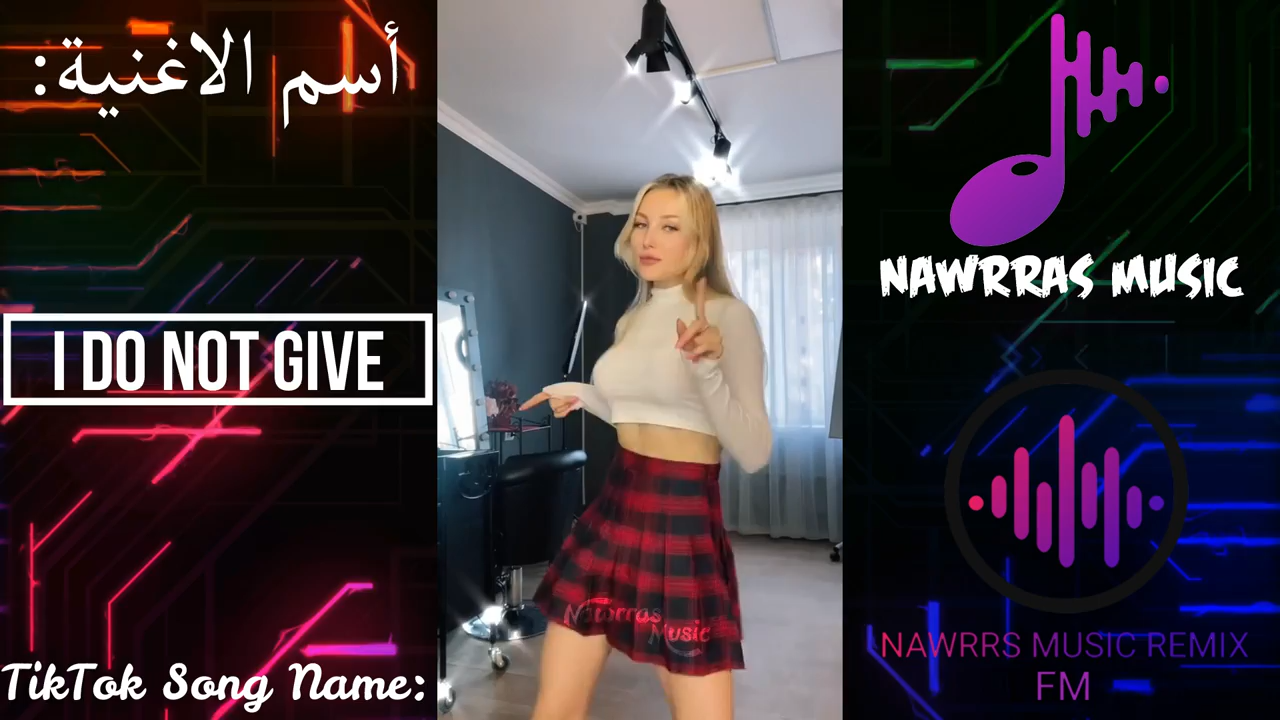 أسم الاغنية:
I DO NOT GIVE
TikTok Song Name:
Nawrras
Music
NAWRRAS MUSIC
NAWRRS MUSIC REMIX
FM